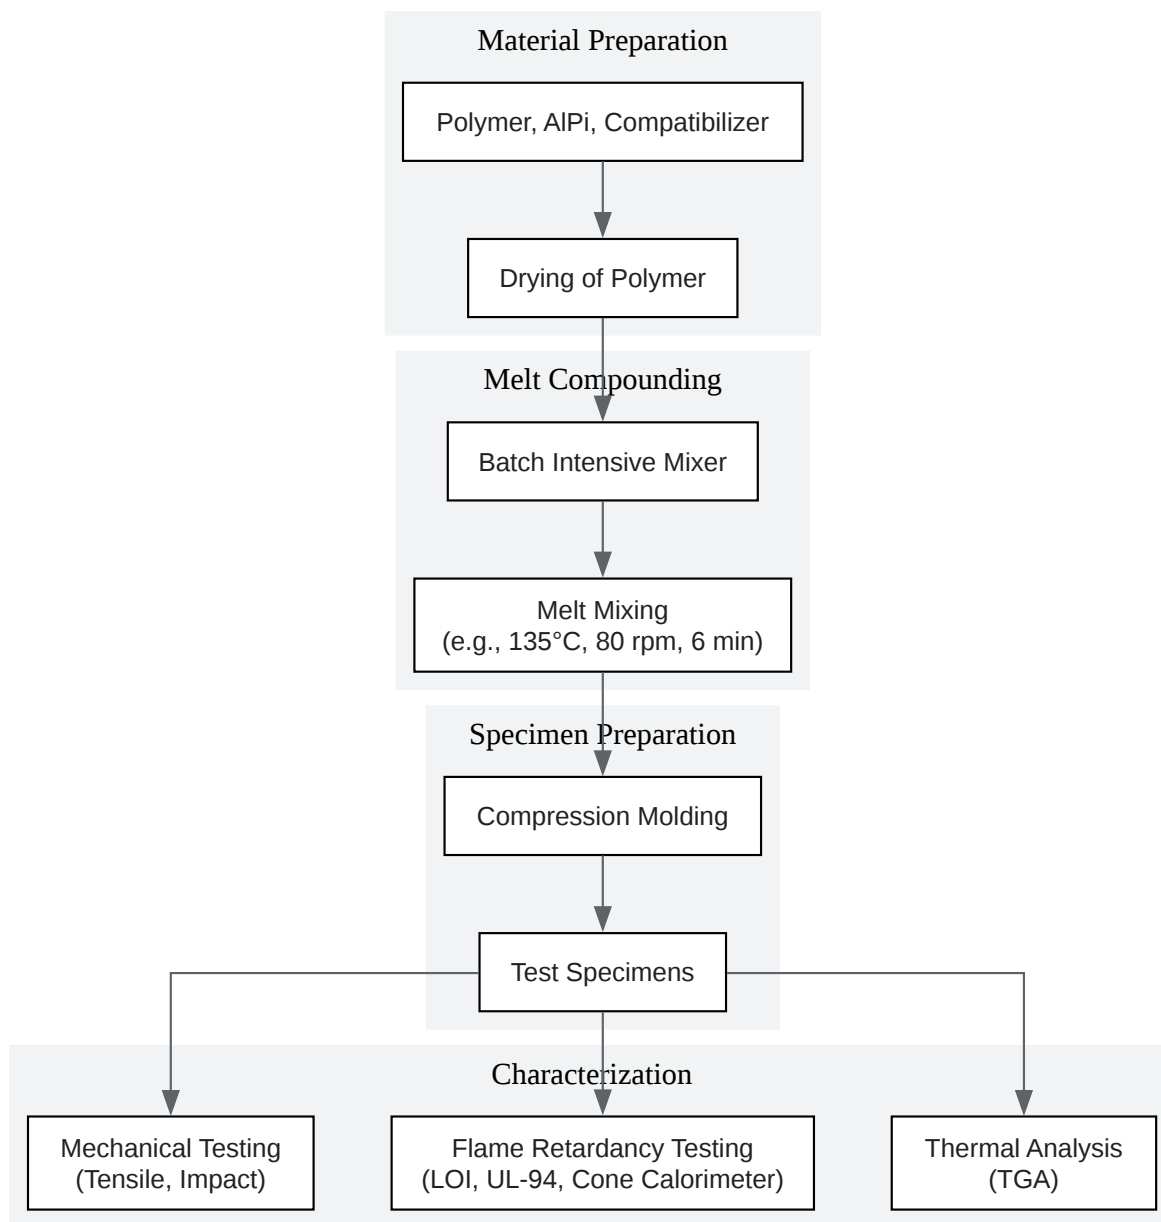 Material Preparation
Polymer, AlPi, Compatibilizer
Drying of Polymer
Melt Compounding
Batch Intensive Mixer
Melt Mixing
(e.g., 135°C, 80 rpm, 6 min)
Specimen Preparation
Compression Molding
Test Specimens
Characterization
Mechanical Testing
(Tensile, Impact)
Flame Retardancy Testing
(LOI, UL-94, Cone Calorimeter)
Thermal Analysis
(TGA)